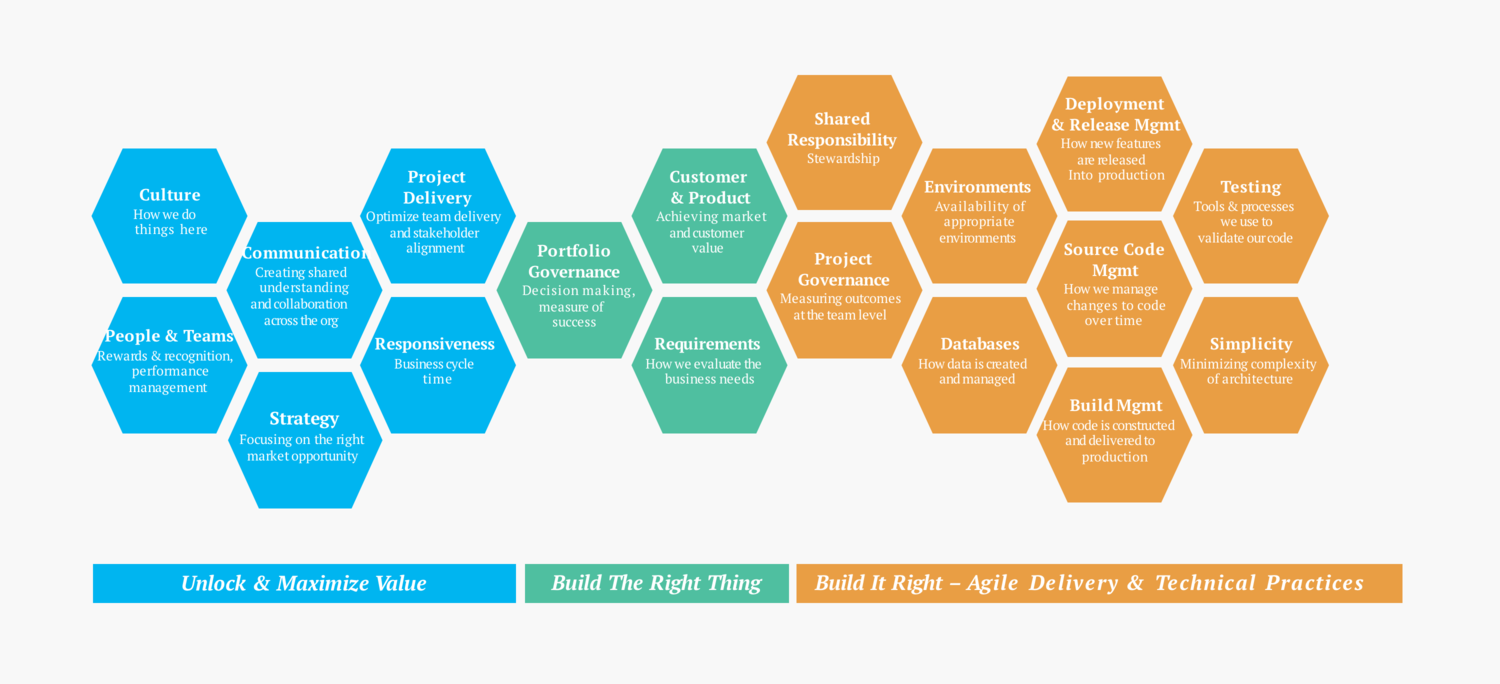 Culture
How we do
things here
People & Teams
Rewards & recognition,
performance
management
Communication
Creating shared
understanding
and collaboration
across the org
Strategy
Focusing on the right
market opportunity
Project
Delivery
Optimize team delivery
and stakeholder
alignment
Responsiveness
Business cycle
time
Portfolio
Governance
Decision making,
measure of
success
Customer
& Product
Achieving market
and customer
value
Requirements
How we evaluate the
business needs
Shared
Responsibility
Stewardship
Project
Governance
Measuring outcomes
at the team level
Environments
Availability of
appropriate
environments
Databases
How data is created
and managed
Deployment
& Release Mgmt
How new features
are released
Into production
Source Code
Mgmt
How we manage
changes to code
over time
Build Mgmt
How code is constructed
and delivered to
production
Testing
Tools & processes
we use to
validate our code
Simplicity
Minimizing complexity
of architecture
Unlock & Maximize Value
Build The Right Thing
Build It Right – Agile Delivery & Technical Practices